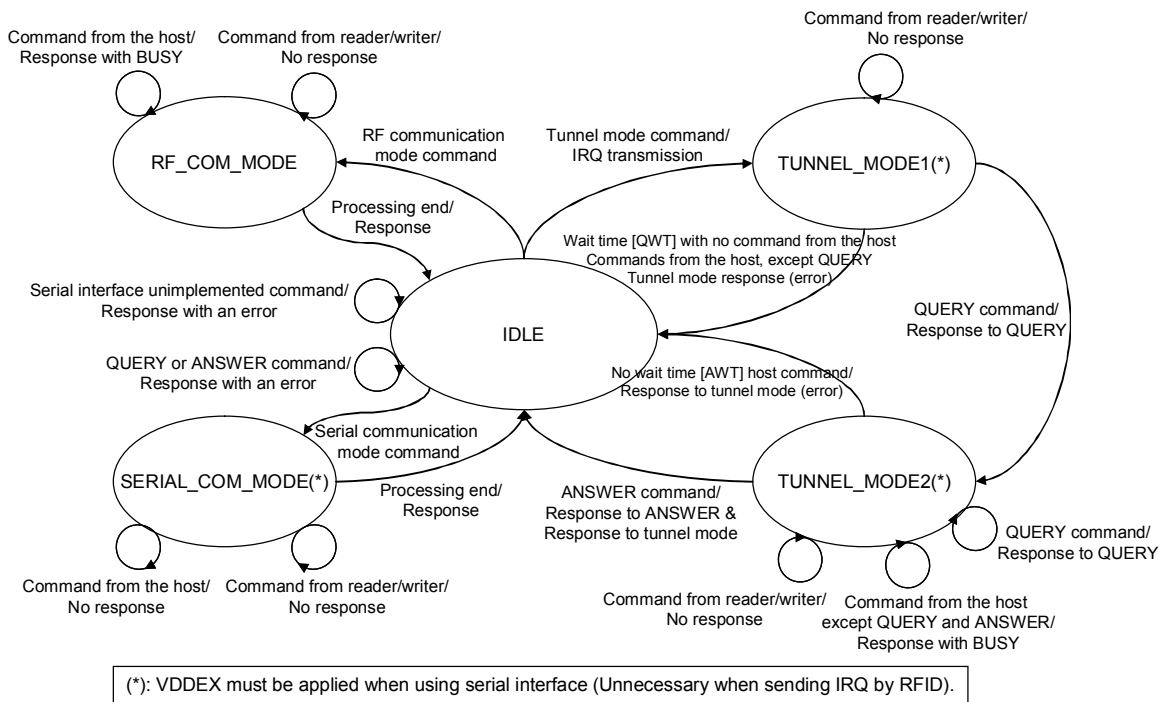 Command from the host/
Response with BUSY
Command from reader/writer/
No response
RF_COM_MODE
RF communication
mode command
Processing end/
Response
Tunnel mode command/
IRQ transmission
Command from reader/writer/
No response
TUNNEL_MODE1(*)
Wait time [QWT] with no command from the host
Commands from the host, except QUERY
Tunnel mode response (error)
Serial interface unimplemented command/
Response with an error
IDLE
QUERY command/
Response to QUERY
QUERY or ANSWER command/
Response with an error
No wait time [AWT] host command/
Response to tunnel mode (error)
Serial communication
mode command
SERIAL_COM_MODE(*)
Processing end/
Response
ANSWER command/
Response to ANSWER &
Response to tunnel mode
TUNNEL_MODE2(*)
QUERY command/
Response to QUERY
Command from the host/
No response
Command from reader/writer/
No response
Command from reader/writer/
No response
Command from the host
except QUERY and ANSWER/
Response with BUSY
(*): VDDEX must be applied when using serial interface (Unnecessary when sending IRQ by RFID).